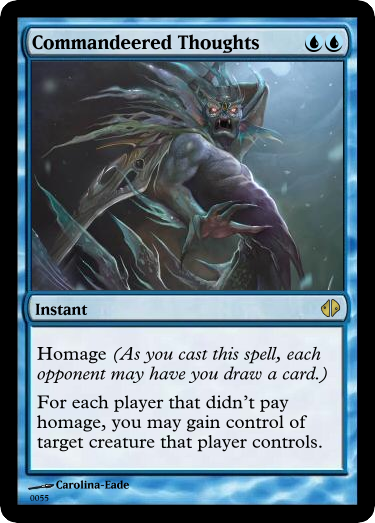 Commandeered Thoughts
Instant
Homage (As you cast this spell, each
opponent may have you draw a card.)
For each player that didn't pay
homage, you may gain control of
target creature that player controls.
Carolina-Eade
0055